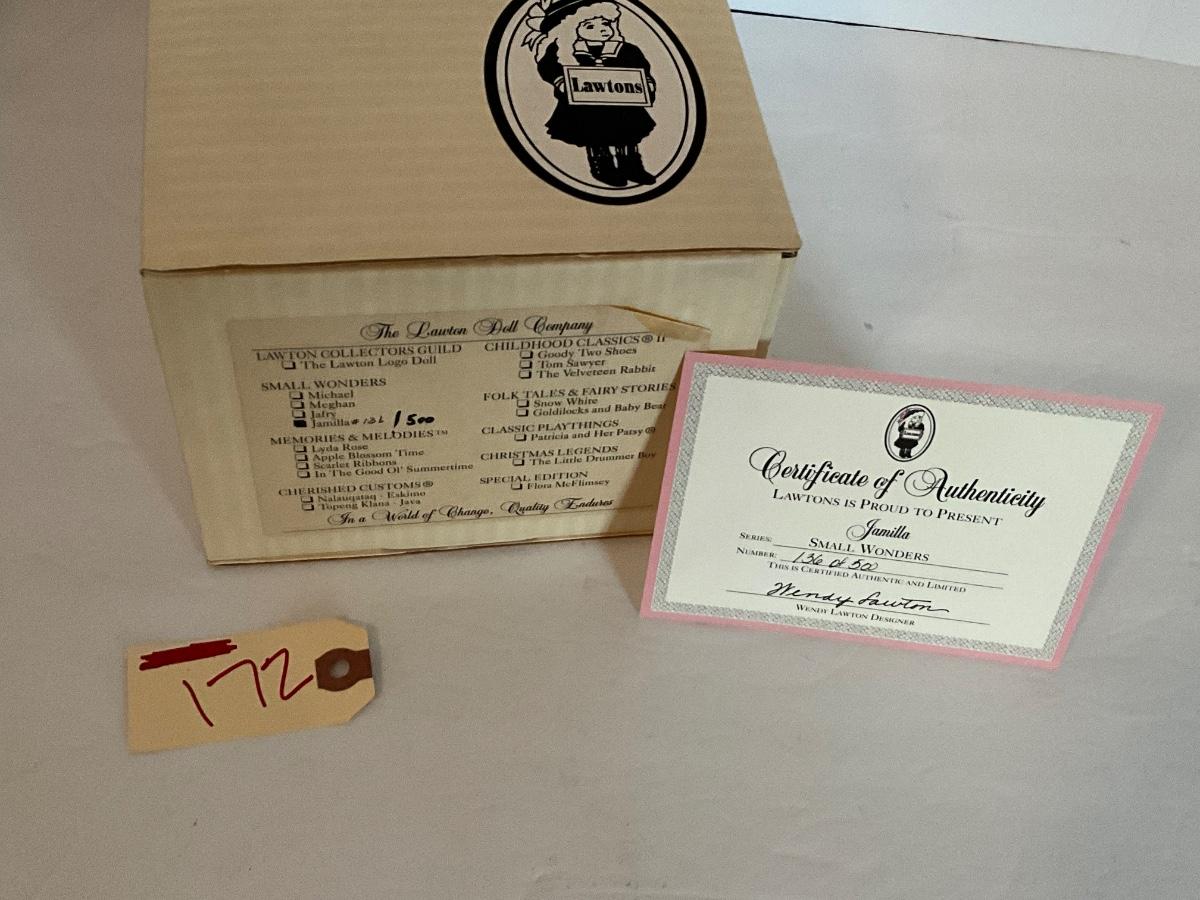 Lawtons
The Lawton Doll Company
LAWTON COLLECTORS GUILD
The Lawton Logo Doll
SMALL WONDERS
Michael
Meghan
Jafry
Jamilla # 136 / 500
MEMORIES & MELODIES™
Lyda Rose
Apple Blossom Time
Scarlet Ribbons
In The Good Ol' Summertime
CHERISHED CUSTOMS®
Nalauqataq - Eskimo
Topeng Klana - Java
CHILDHOOD CLASSICS® II
Goody Two Shoes
Tom Sawyer
The Velveteen Rabbit
FOLK TALES & FAIRY STORIES
Snow White
Goldilocks and Baby Bear
CLASSIC PLAYTHINGS
Patricia and Her Patsy®
CHRISTMAS LEGENDS
The Little Drummer Boy
SPECIAL EDITION
Flora McFlimsey
In a World of Change, Quality Endures
Certificate of Authenticity
LAWTONS IS PROUD TO PRESENT
Jamilla
SERIES: SMALL WONDERS
NUMBER: 136 of 500
THIS IS CERTIFIED AUTHENTIC AND LIMITED
Wendy Lawton
WENDY LAWTON DESIGNER
172